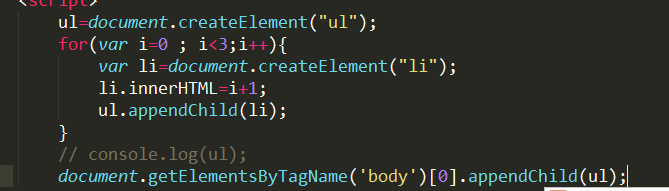 <script>
ul=document.createElement("ul");
for(var i=0 ; i<3;i++){
var li=document.createElement("li");
li.innerHTML=i+1;
ul.appendChild(li);
}
// console.log(ul);
document.getElementsByTagName('body')[0].appendChild(ul);